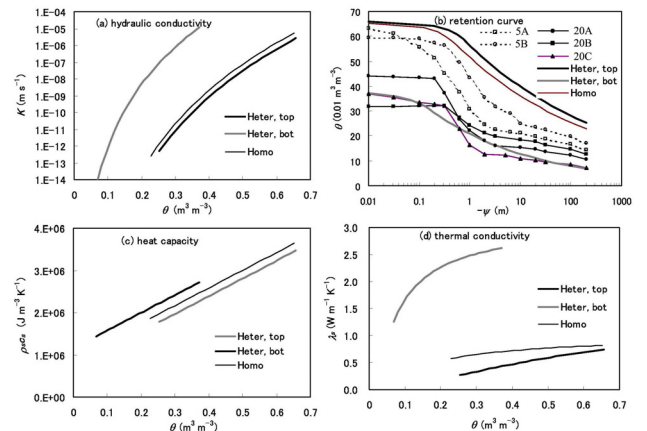 (a) hydraulic conductivity
1.E-04
1.E-05
1.E-06
1.E-07
1.E-08
1.E-09
1.E-10
1.E-11
1.E-12
1.E-13
1.E-14
K (m s⁻¹)
Heter, top
Heter, bot
Homo
0 0.1 0.2 0.3 0.4 0.5 0.6 0.7
θ (m³ m⁻³)
(b) retention curve
70
60
50
40
30
20
10
0
θ (0.01 m³ m⁻³)
5A 20A
5B 20B
20C
Heter, top
Heter, bot
Homo
0.01 0.1 1 10 100 1000
-ψ (m)
(c) heat capacity
4.E+06
3.E+06
2.E+06
1.E+06
0.E+00
ρₛcₛ (J m⁻³ K⁻¹)
Heter, top
Heter, bot
Homo
0 0.1 0.2 0.3 0.4 0.5 0.6 0.7
θ (m³ m⁻³)
(d) thermal conductivity
3.0
2.5
2.0
1.5
1.0
0.5
0.0
λₛ (W m⁻¹ K⁻¹)
Heter, top
Heter, bot
Homo
0 0.1 0.2 0.3 0.4 0.5 0.6 0.7
θ (m³ m⁻³)